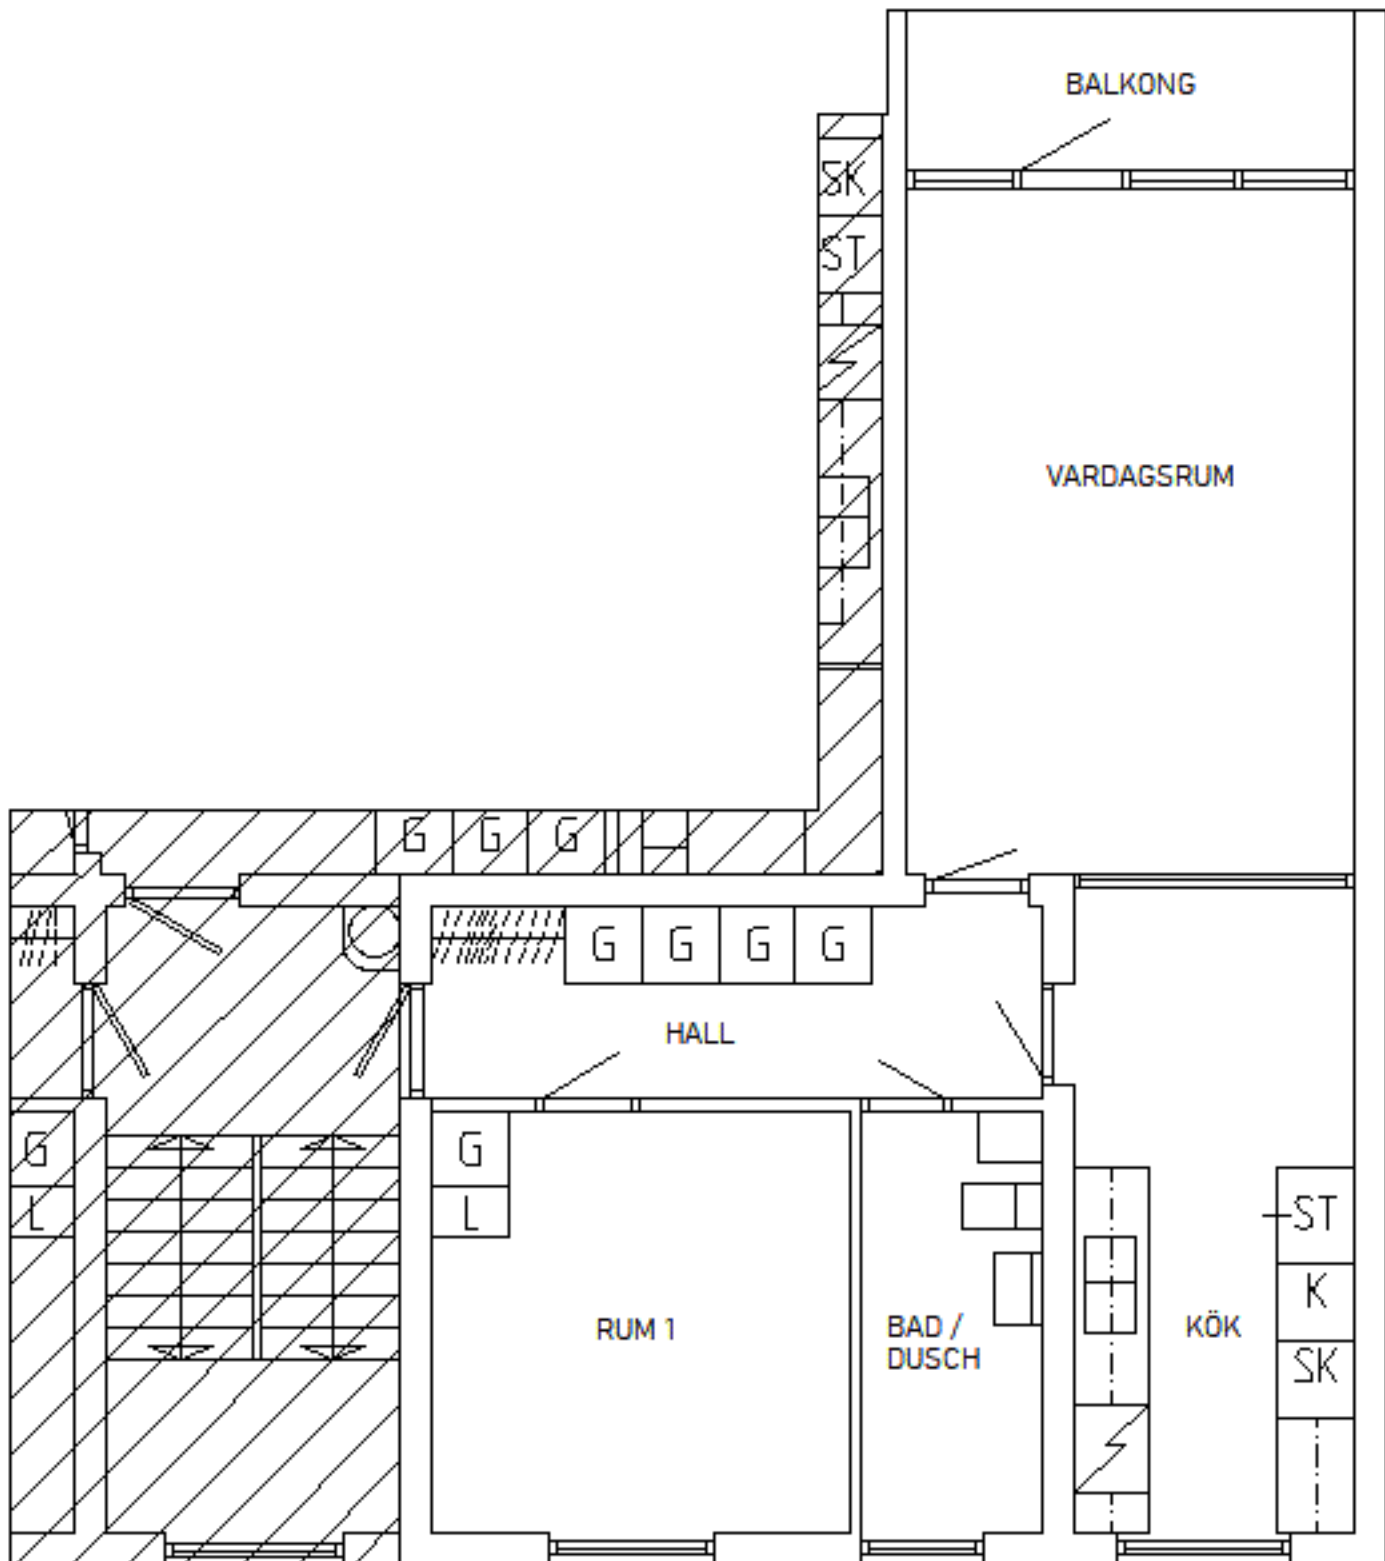 BALKONG
SK
ST
VARDAGSRUM
G G G
G G G G
HALL
G
L
G
L
ST
K
SK
RUM 1
BAD /
DUSCH
KÖK